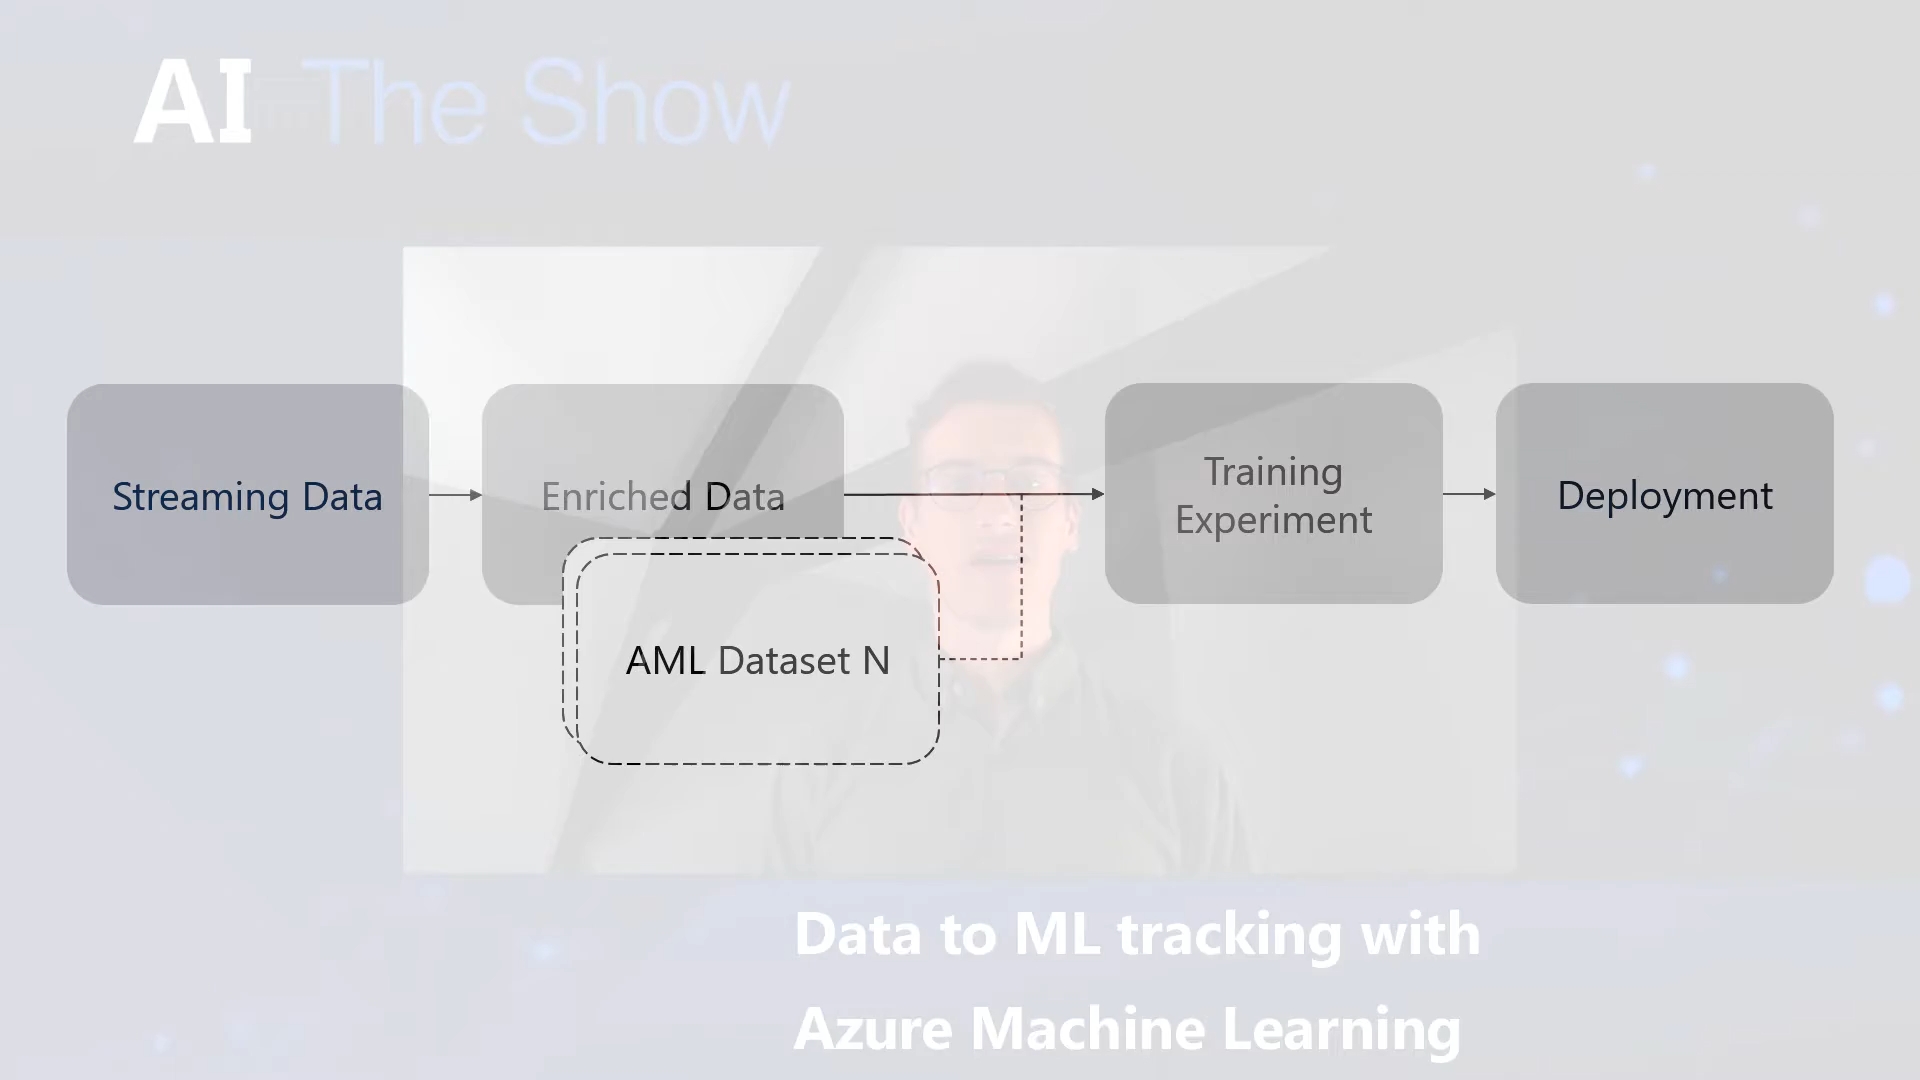 AI The Show
Streaming Data
Enriched Data
Training
Experiment
Deployment
AML Dataset N
Data to ML tracking with
Azure Machine Learning